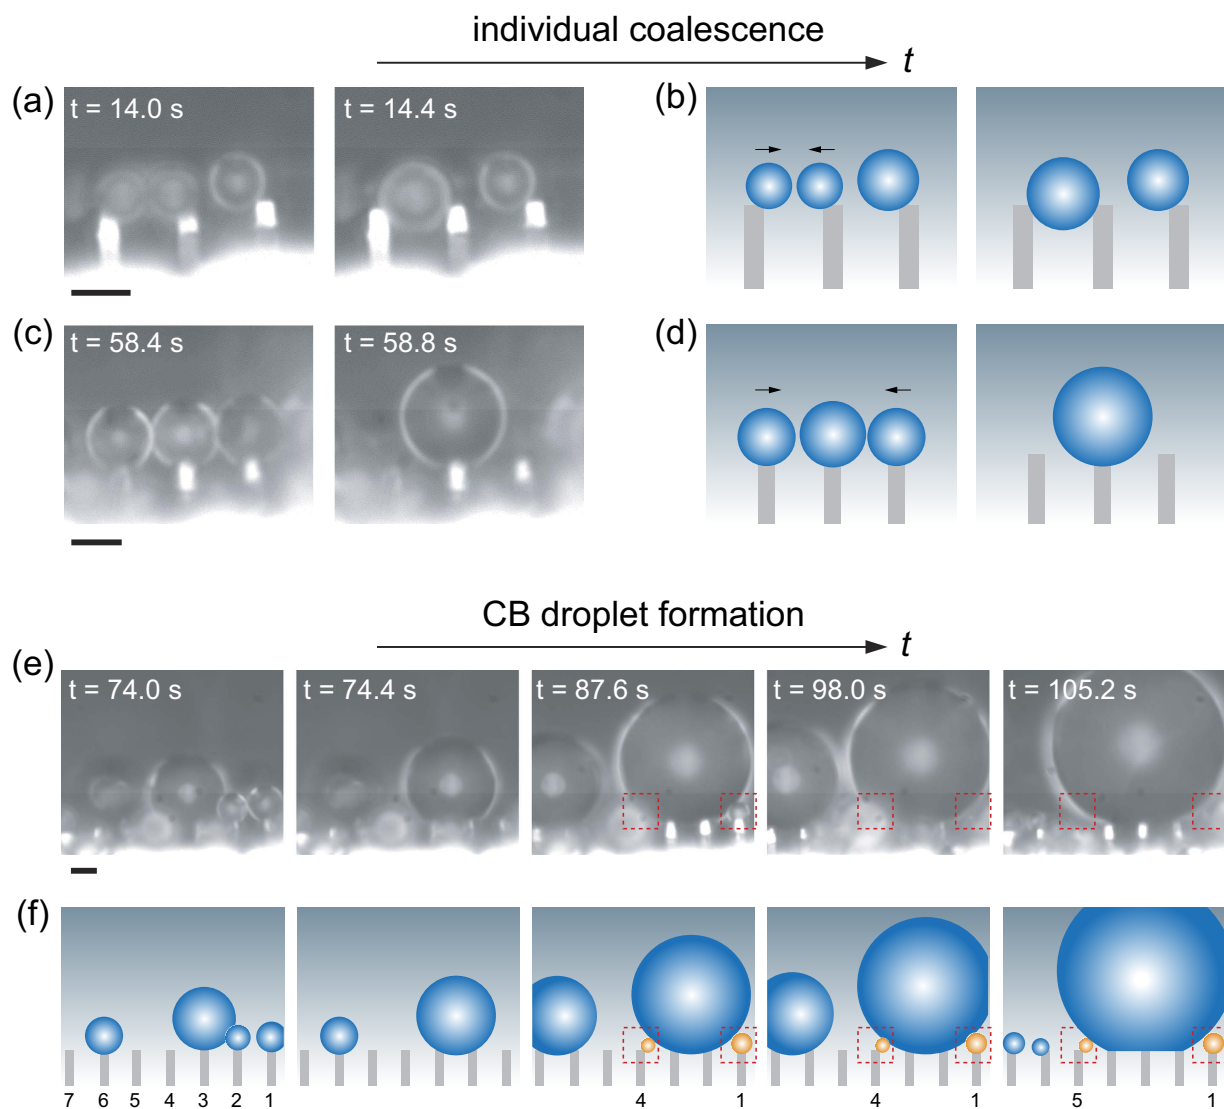 individual coalescence
t
(a)
t = 14.0 s
t = 14.4 s
(b)
(c)
t = 58.4 s
t = 58.8 s
(d)
CB droplet formation
t
(e)
t = 74.0 s
t = 74.4 s
t = 87.6 s
t = 98.0 s
t = 105.2 s
(f)
7 6 5 4 3 2 1
4 1
4 1
5 1